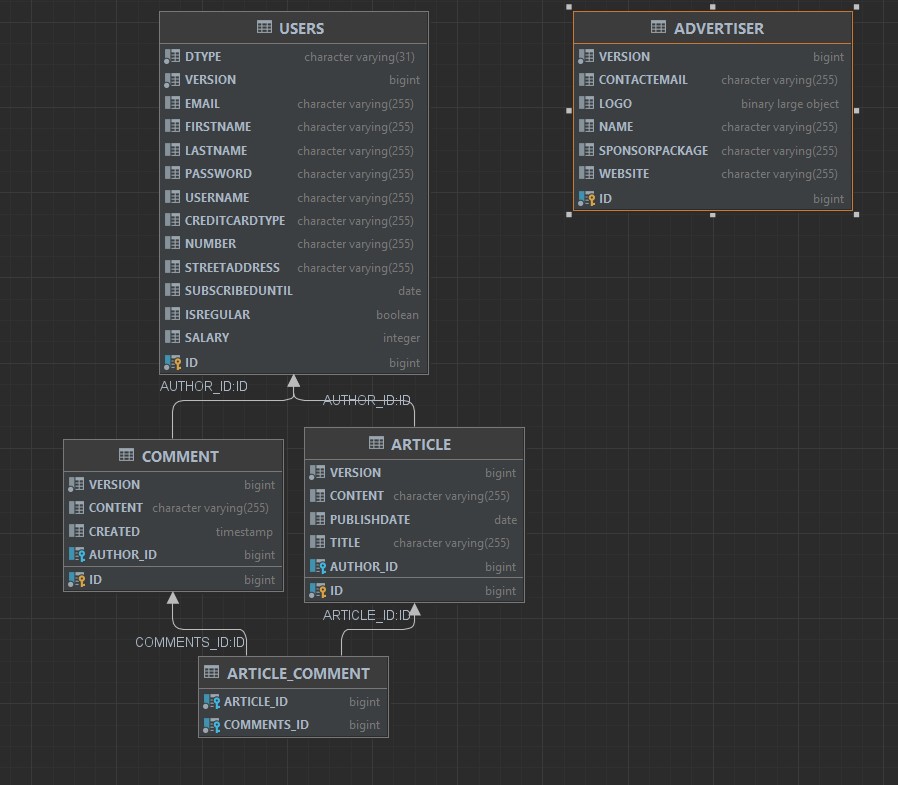 USERS
DTYPE character varying(31)
VERSION bigint
EMAIL character varying(255)
FIRSTNAME character varying(255)
LASTNAME character varying(255)
PASSWORD character varying(255)
USERNAME character varying(255)
CREDITCARDTYPE character varying(255)
NUMBER character varying(255)
STREETADDRESS character varying(255)
SUBSCRIBEDUNTIL date
ISREGULAR boolean
SALARY integer
ID bigint
ADVERTISER
VERSION bigint
CONTACTEMAIL character varying(255)
LOGO binary large object
NAME character varying(255)
SPONSORPACKAGE character varying(255)
WEBSITE character varying(255)
ID bigint
AUTHOR_ID:ID
AUTHOR_ID:ID
COMMENT
VERSION bigint
CONTENT character varying(255)
CREATED timestamp
AUTHOR_ID bigint
ID bigint
ARTICLE
VERSION bigint
CONTENT character varying(255)
PUBLISHDATE date
TITLE character varying(255)
AUTHOR_ID bigint
ID bigint
ARTICLE_ID:ID
COMMENTS_ID:ID
ARTICLE_COMMENT
ARTICLE_ID bigint
COMMENTS_ID bigint